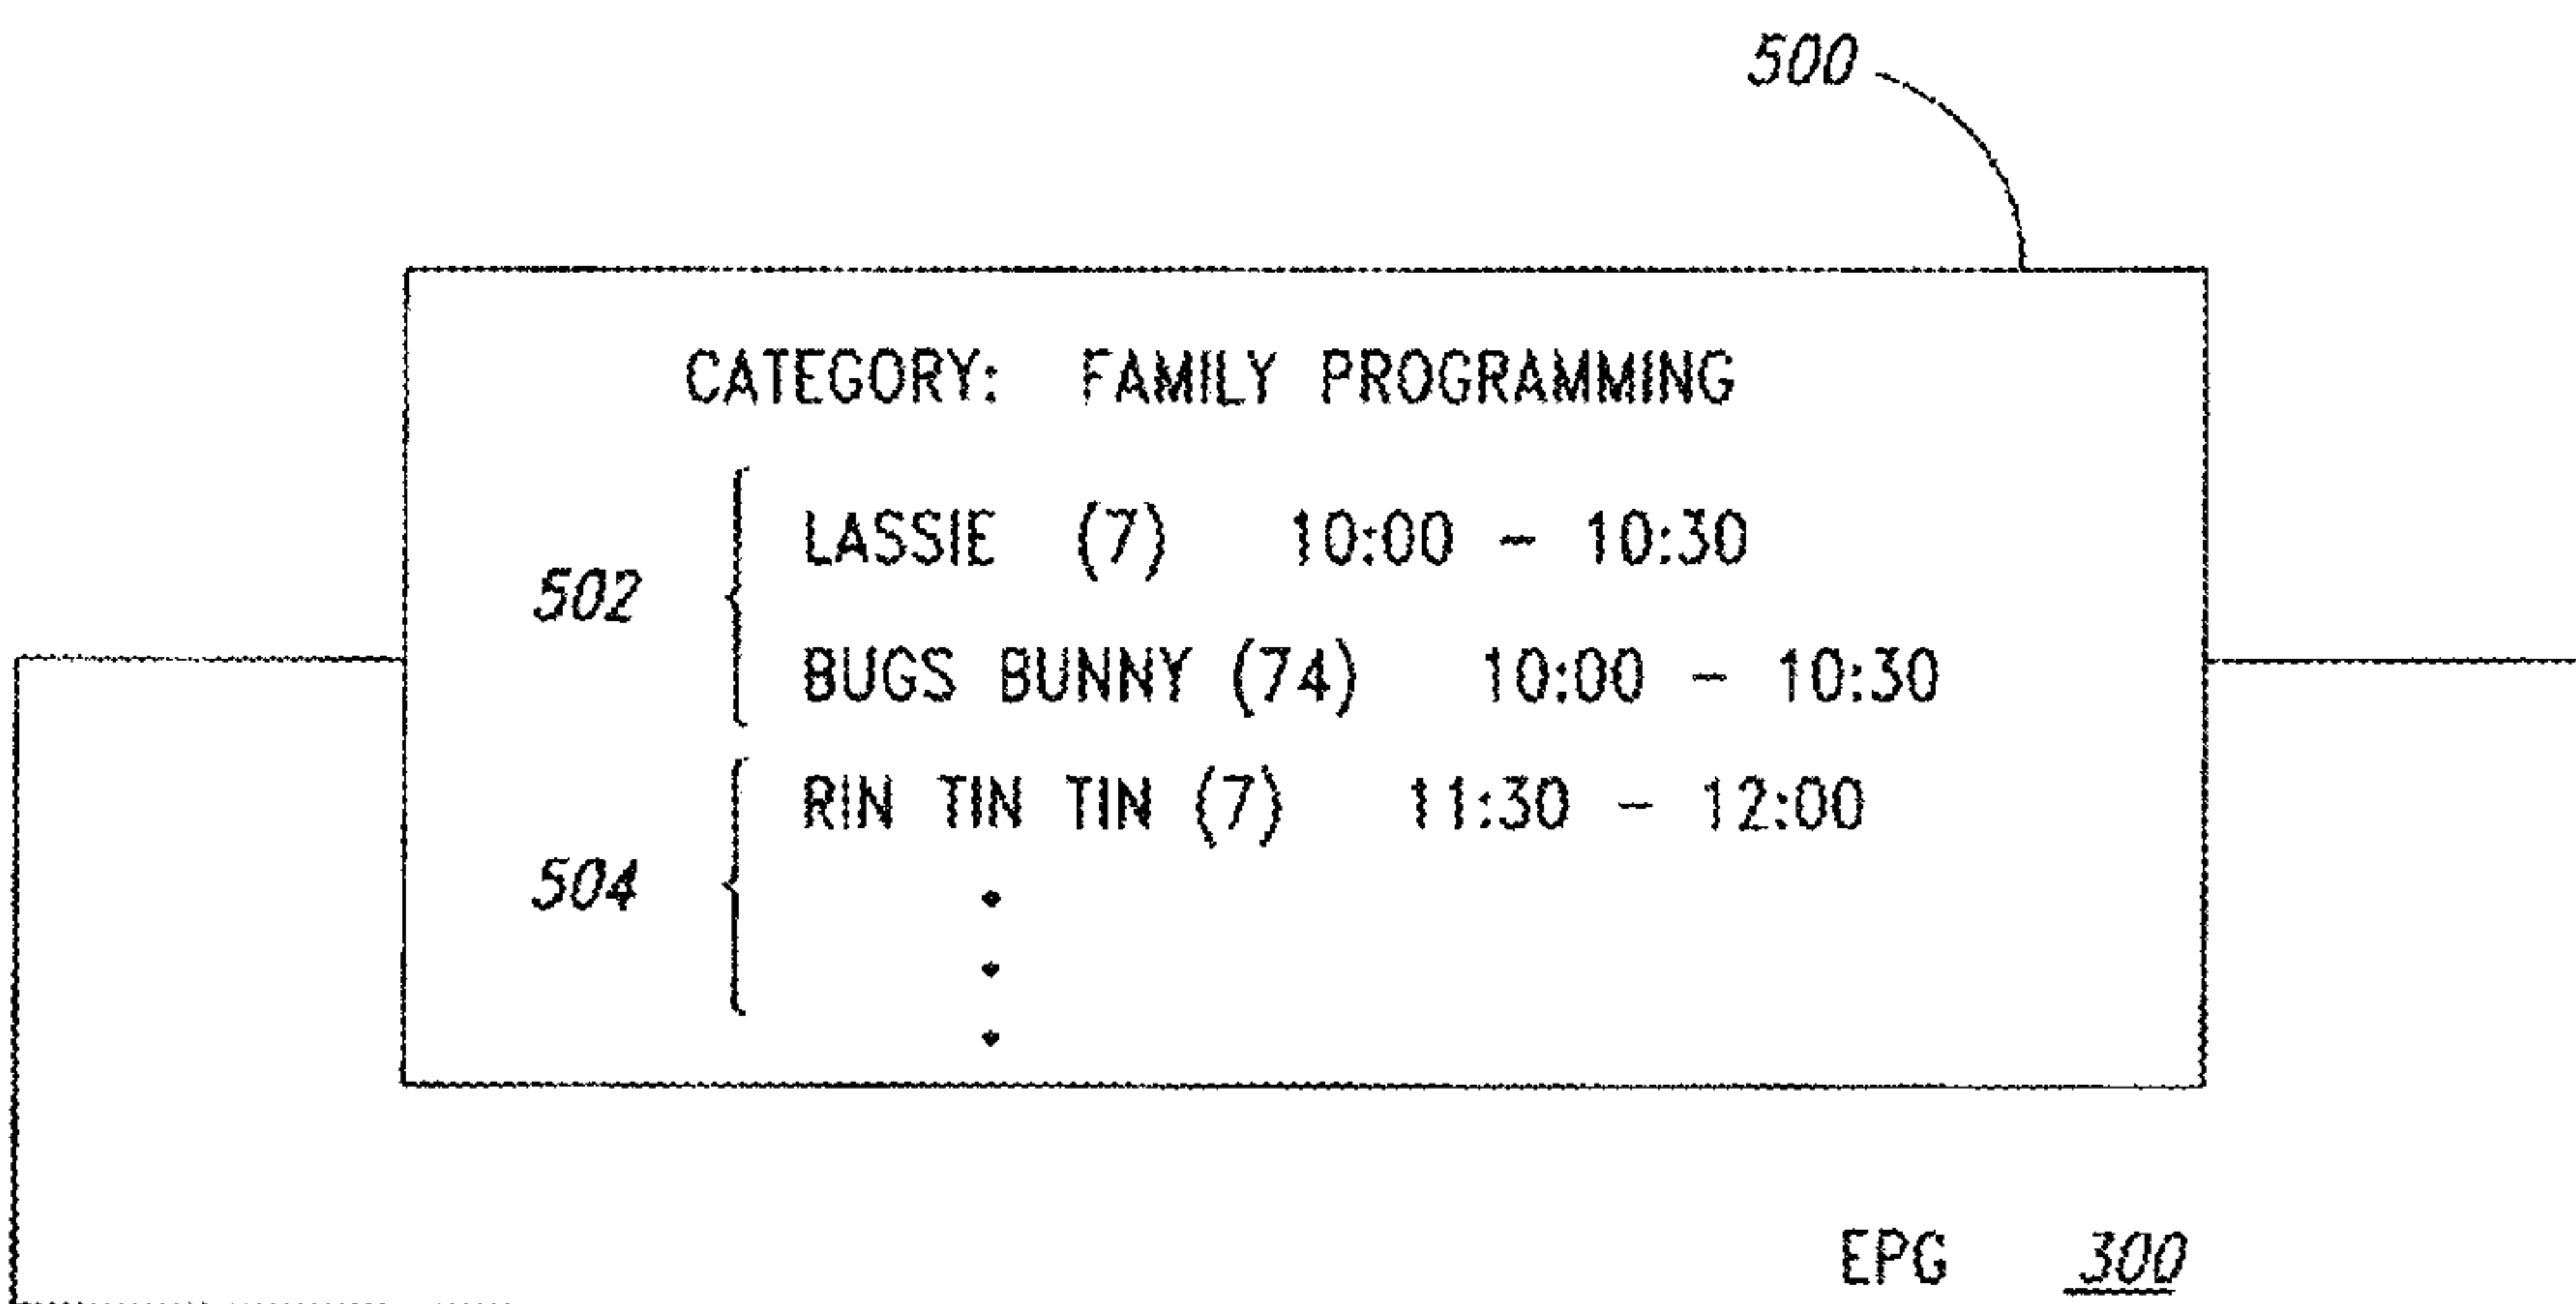 500
CATEGORY: FAMILY PROGRAMMING
LASSIE (7) 10:00 - 10:30
502
BUGS BUNNY (74) 10:00 - 10:30
RIN TIN TIN (7) 11:30 - 12:00
504
EPG 300